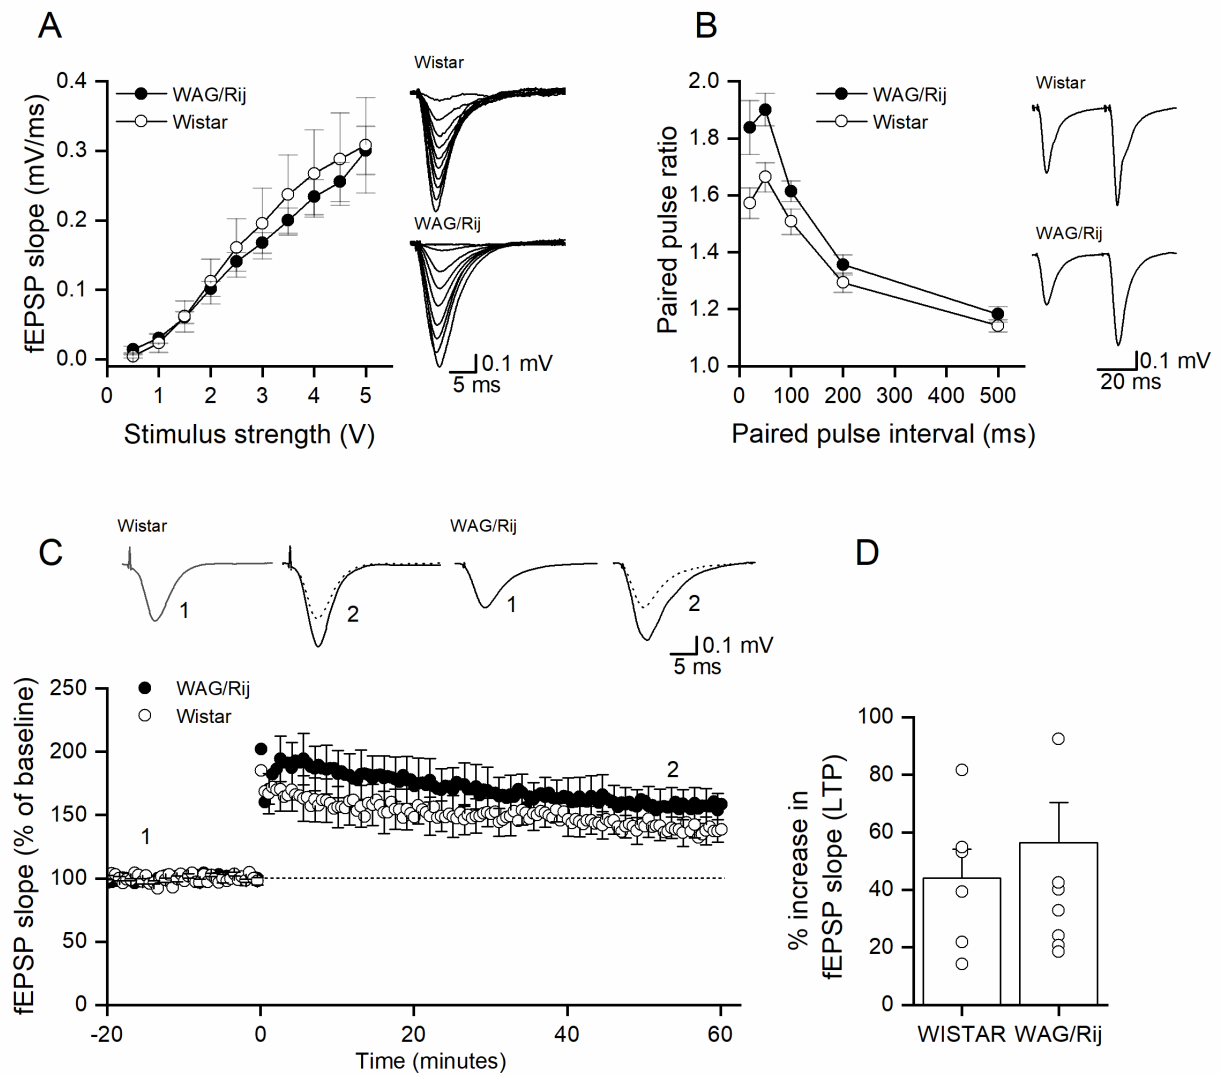 A
B
Wistar
WAG/Rij
Wistar
0.4
0.3
0.2
0.1
0.0
fEPSP slope (mV/ms)
0 1 2 3 4 5
Stimulus strength (V)
WAG/Rij
0.1 mV
5 ms
2.0
1.8
1.6
1.4
1.2
1.0
Paired pulse ratio
WAG/Rij
Wistar
0 100 200 300 400 500
Paired pulse interval (ms)
Wistar
WAG/Rij
0.1 mV
20 ms
C
Wistar
WAG/Rij
1
2
1
2
0.1 mV
5 ms
250
200
150
100
50
0
fEPSP slope (% of baseline)
WAG/Rij
Wistar
1
2
-20 0 20 40 60
Time (minutes)
D
100
80
60
40
20
0
% increase in
fEPSP slope (LTP)
WISTAR WAG/Rij